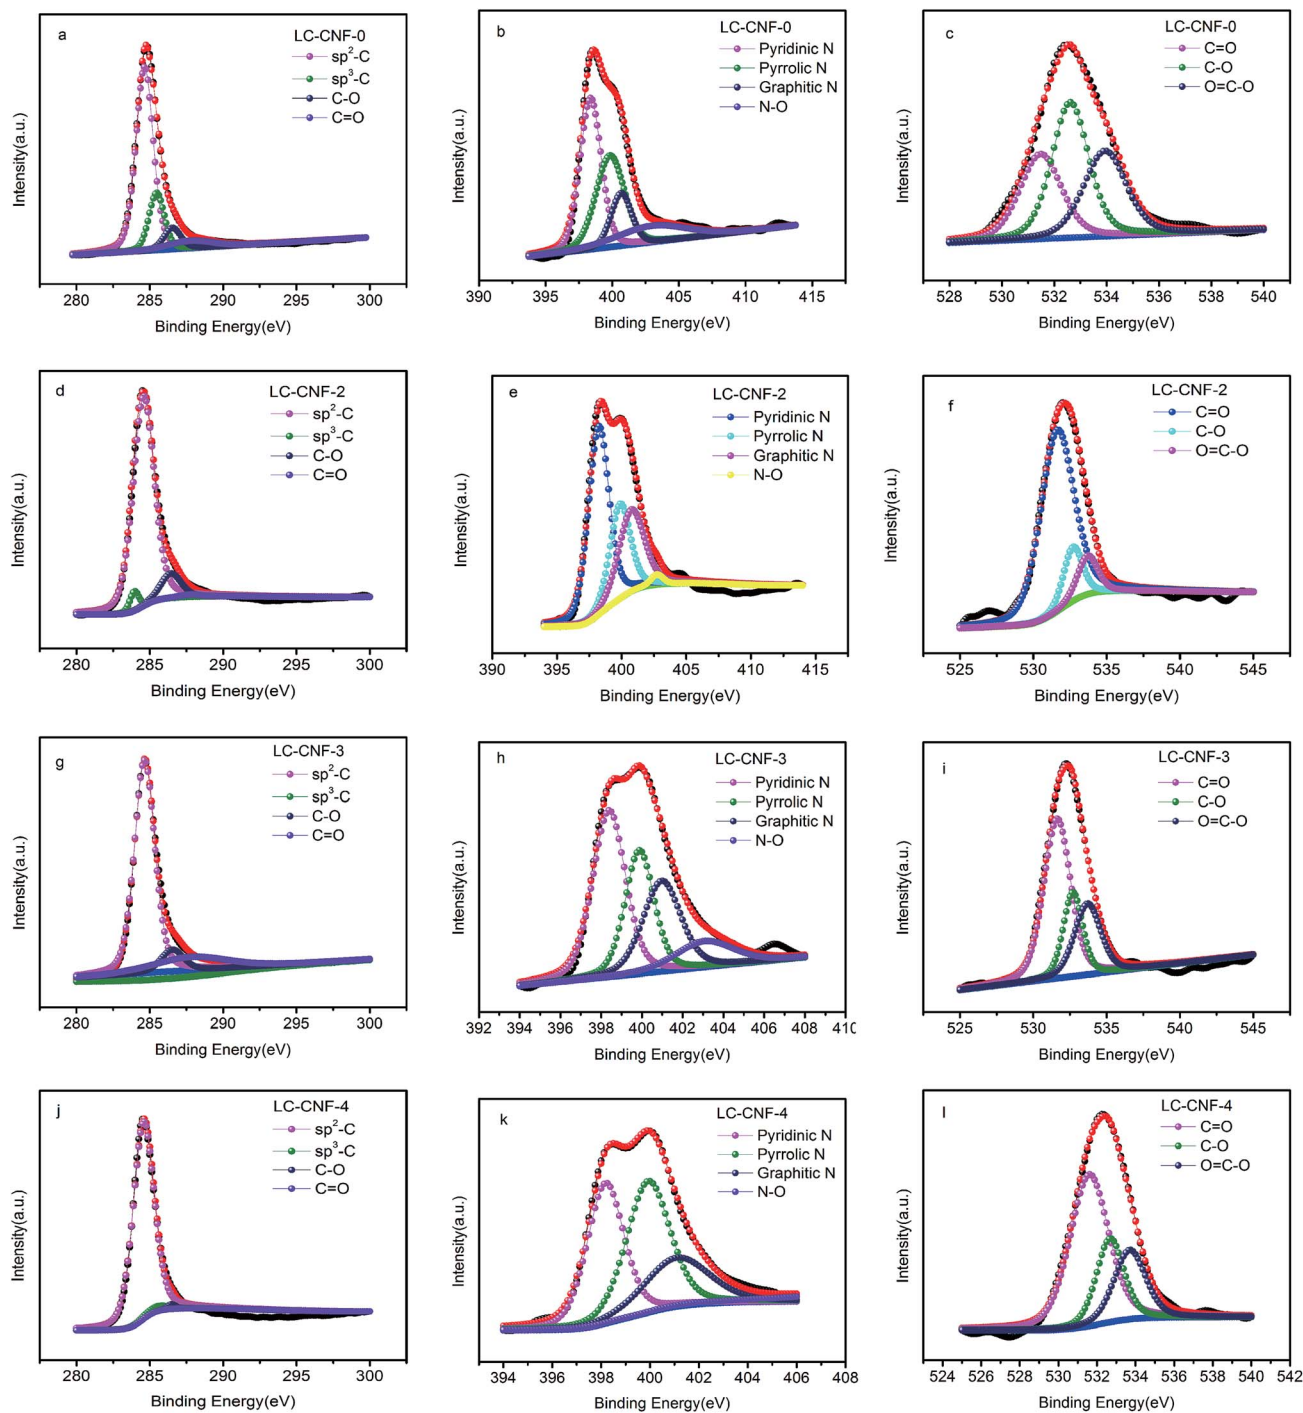 a
LC-CNF-0
sp²-C
sp³-C
C-O
C=O
Intensity(a.u.)
280 285 290 295 300
Binding Energy(eV)
b
LC-CNF-0
Pyridinic N
Pyrrolic N
Graphitic N
N-O
Intensity(a.u.)
390 395 400 405 410 415
Binding Energy(eV)
c
LC-CNF-0
C=O
C-O
O=C-O
Intensity(a.u.)
528 530 532 534 536 538 540
Binding Energy(eV)
d
LC-CNF-2
sp²-C
sp³-C
C-O
C=O
Intensity(a.u.)
280 285 290 295 300
Binding Energy(eV)
e
LC-CNF-2
Pyridinic N
Pyrrolic N
Graphitic N
N-O
Intensity(a.u.)
390 395 400 405 410 415
Binding Energy(eV)
f
LC-CNF-2
C=O
C-O
O=C-O
Intensity(a.u.)
525 530 535 540 545
Binding Energy(eV)
g
LC-CNF-3
sp²-C
sp³-C
C-O
C=O
Intensity(a.u.)
280 285 290 295 300
Binding Energy(eV)
h
LC-CNF-3
Pyridinic N
Pyrrolic N
Graphitic N
N-O
Intensity(a.u.)
392 394 396 398 400 402 404 406 408 410
Binding Energy(eV)
i
LC-CNF-3
C=O
C-O
O=C-O
Intensity(a.u.)
525 530 535 540 545
Binding Energy(eV)
j
LC-CNF-4
sp²-C
sp³-C
C-O
C=O
Intensity(a.u.)
280 285 290 295 300
Binding Energy(eV)
k
LC-CNF-4
Pyridinic N
Pyrrolic N
Graphitic N
N-O
Intensity(a.u.)
394 396 398 400 402 404 406 408
Binding Energy(eV)
l
LC-CNF-4
C=O
C-O
O=C-O
Intensity(a.u.)
524 526 528 530 532 534 536 538 540 542
Binding Energy(eV)